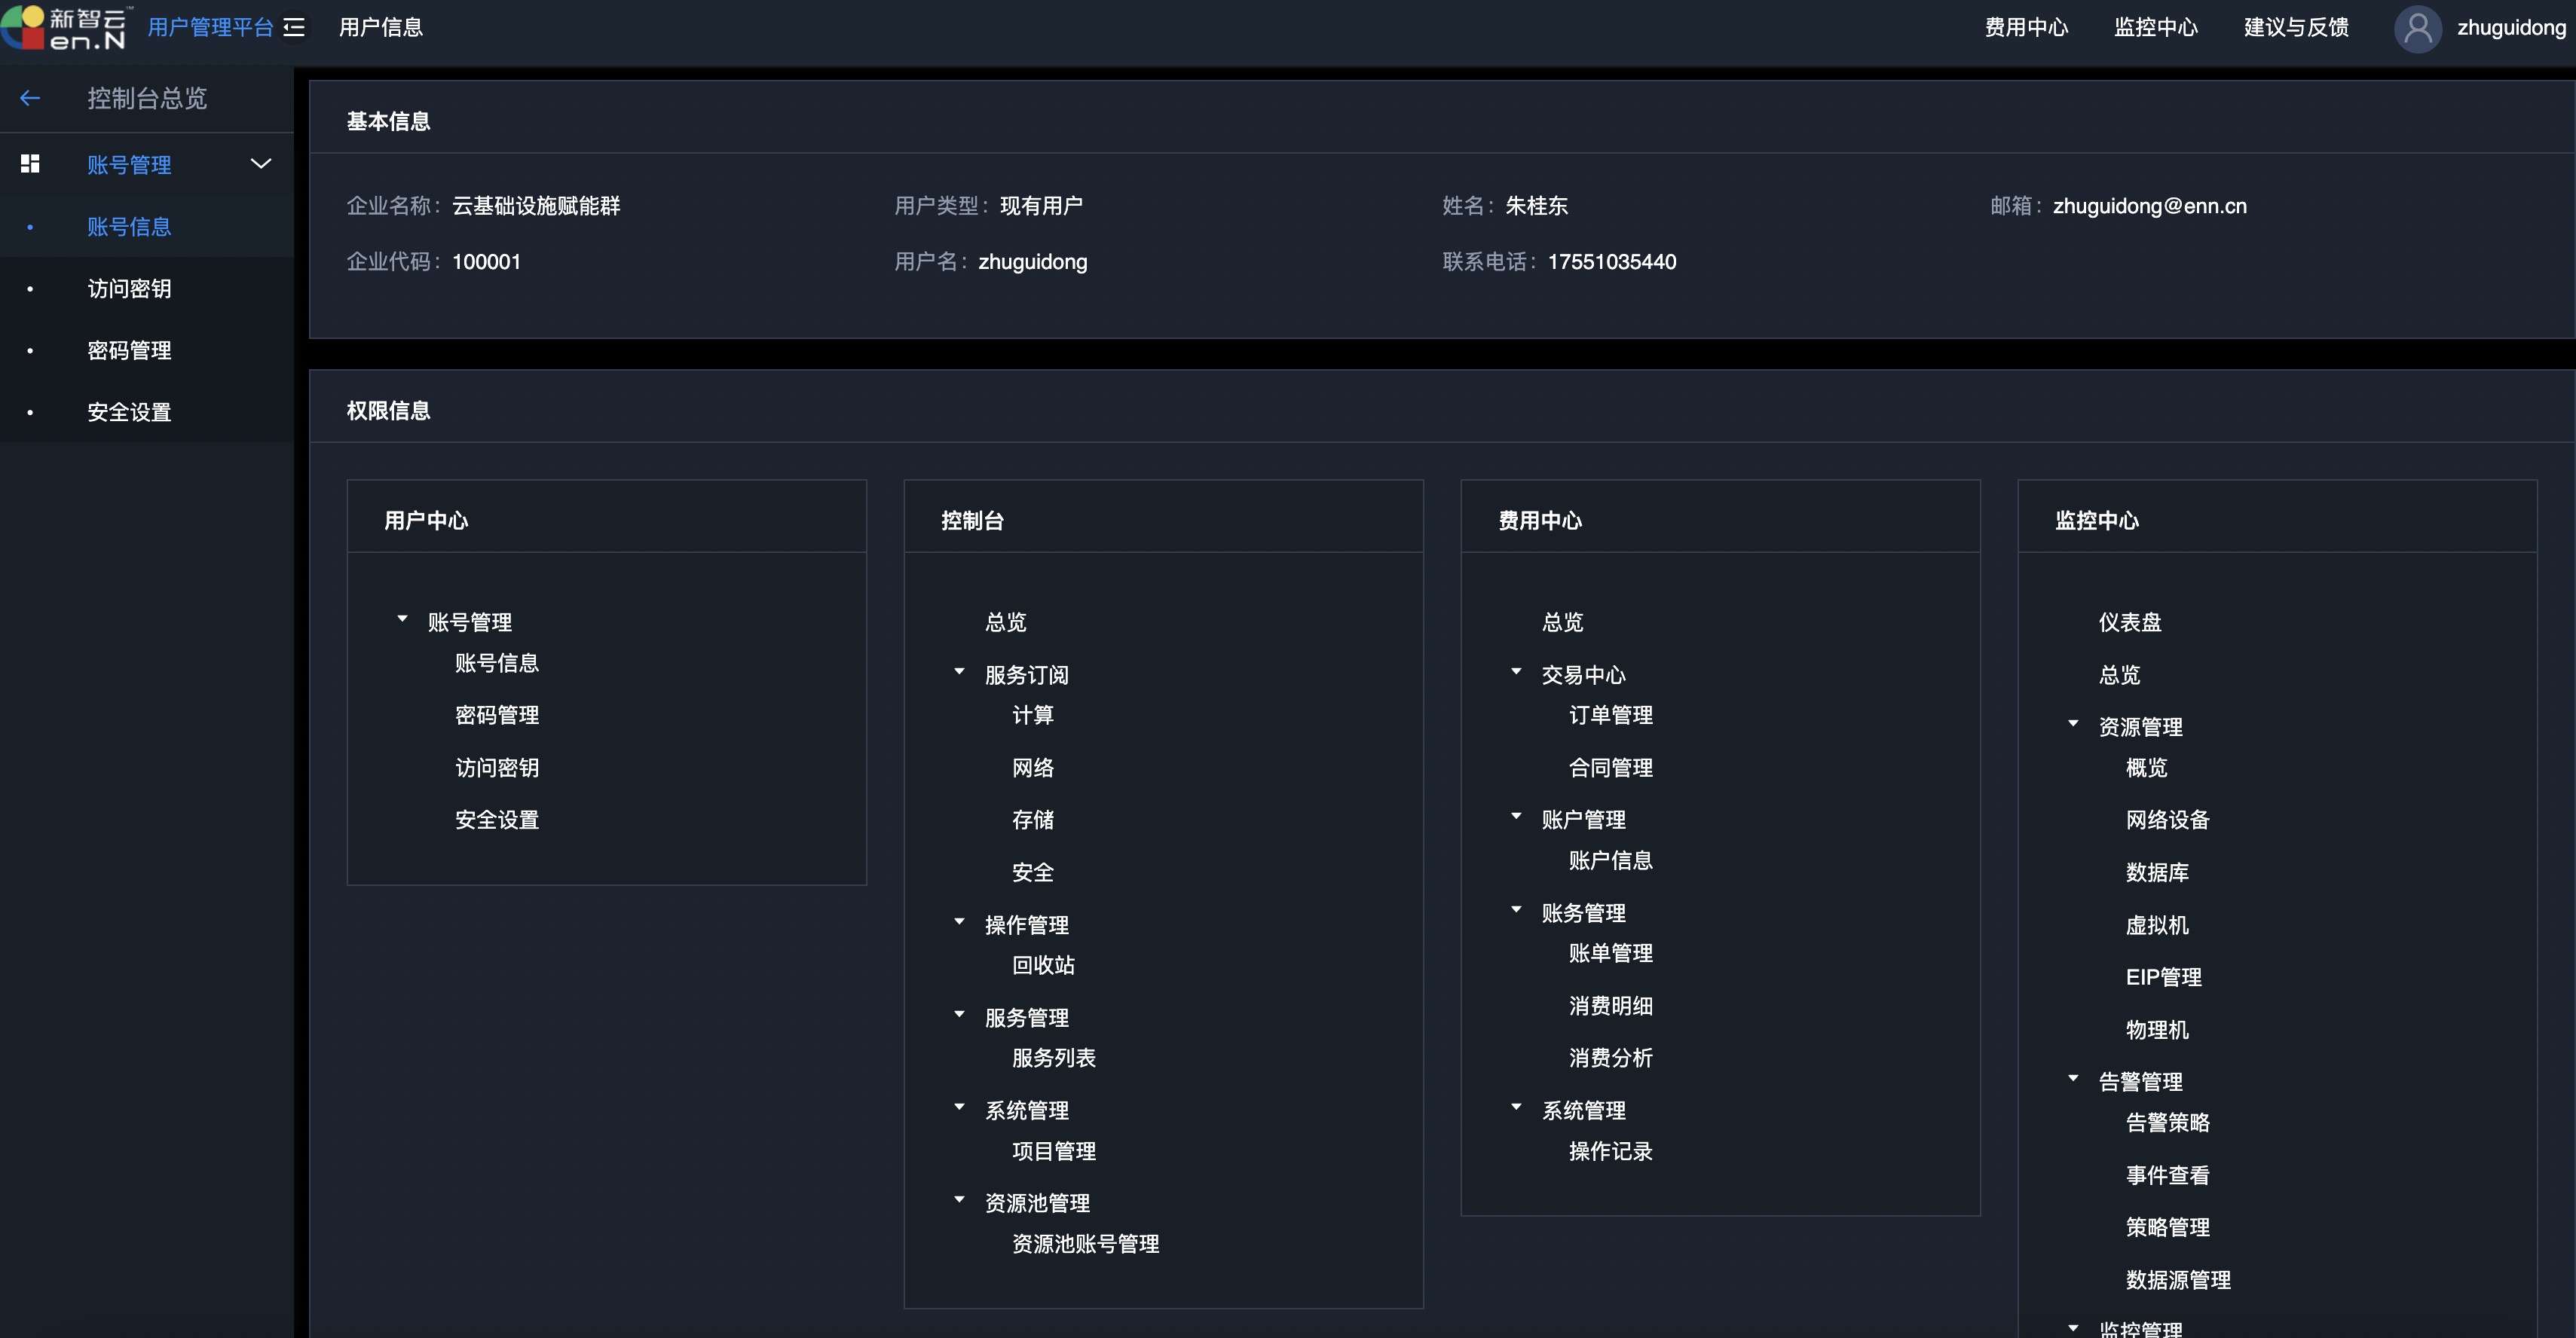 新智云™
en.N
用户管理平台
用户信息
费用中心
监控中心
建议与反馈
zhuguidong
控制台总览
账号管理
账号信息
访问密钥
密码管理
安全设置
基本信息
企业名称：云基础设施赋能群
用户类型：现有用户
姓名：朱桂东
邮箱：zhuguidong@enn.cn
企业代码：100001
用户名：zhuguidong
联系电话：17551035440
权限信息
用户中心
账号管理
账号信息
密码管理
访问密钥
安全设置
控制台
总览
服务订阅
计算
网络
存储
安全
操作管理
回收站
服务管理
服务列表
系统管理
项目管理
资源池管理
资源池账号管理
费用中心
总览
交易中心
订单管理
合同管理
账户管理
账户信息
账务管理
账单管理
消费明细
消费分析
系统管理
操作记录
监控中心
仪表盘
总览
资源管理
概览
网络设备
数据库
虚拟机
EIP管理
物理机
告警管理
告警策略
事件查看
策略管理
数据源管理
监控管理